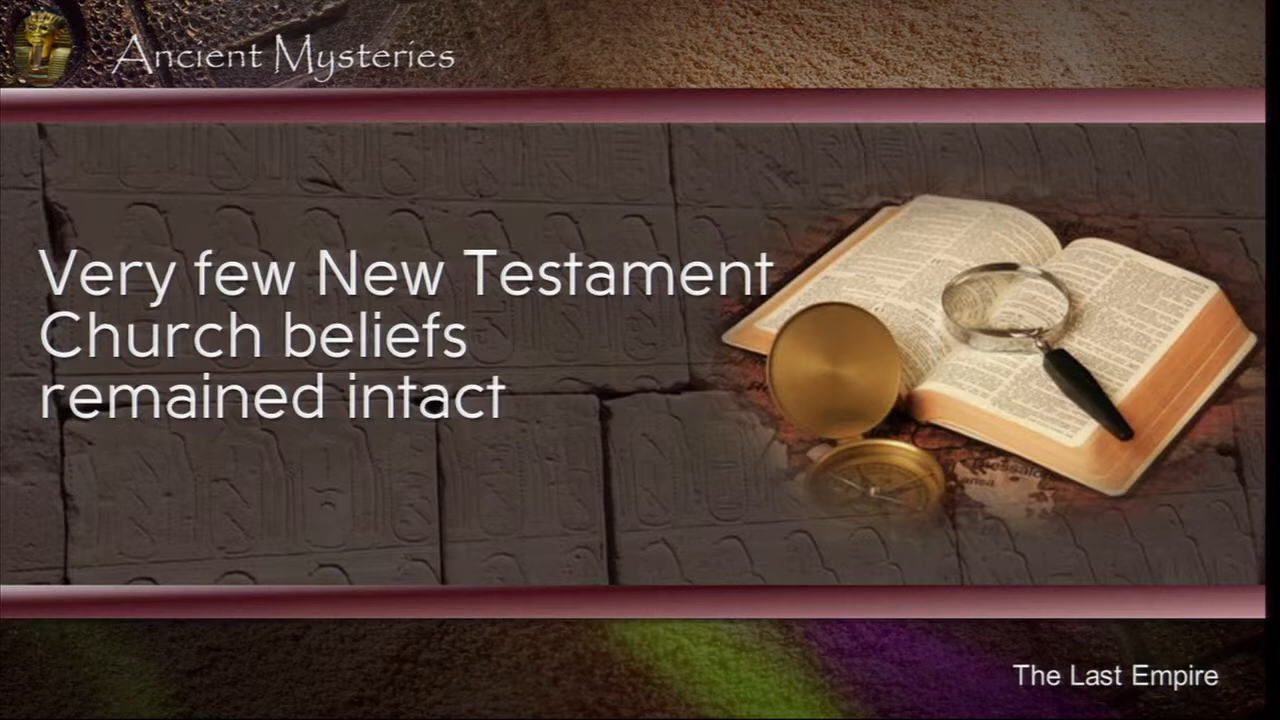 Ancient Mysteries
Very few New Testament
Church beliefs
remained intact
The Last Empire